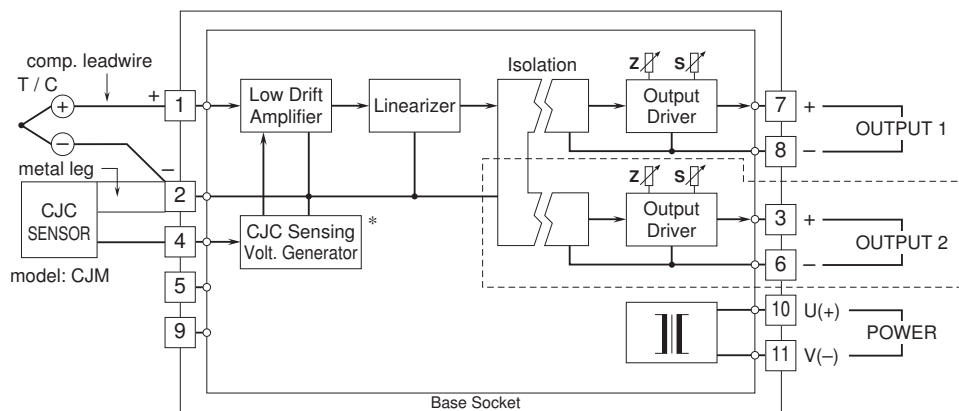 comp. leadwire
T / C
+
+
1
–
–
metal leg
2
CJC
SENSOR
4
model: CJM
5
9
Low Drift
Amplifier
Linearizer
CJC Sensing
Volt. Generator
*
Isolation
Z
S
Output
Driver
7
+
OUTPUT 1
8
–
Z
S
Output
Driver
3
+
OUTPUT 2
6
–
10
U(+)
POWER
11
V(–)
Base Socket